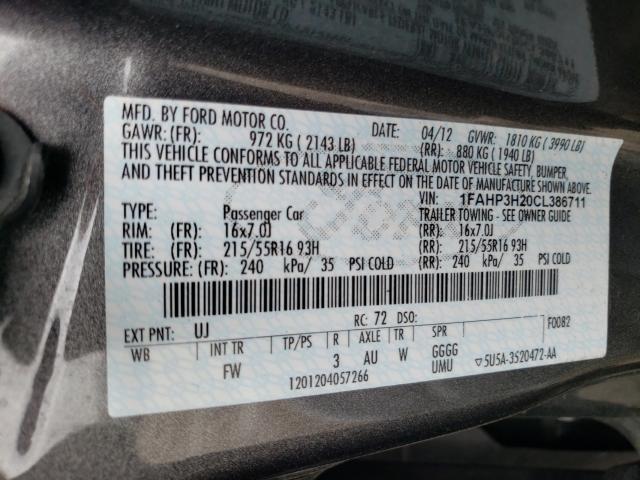 MFD. BY FORD MOTOR CO. DATE: 04/12 GVWR: 1810 KG ( 3990 LB)
GAWR: (FR): 972 KG ( 2143 LB) (RR): 880 KG ( 1940 LB)
THIS VEHICLE CONFORMS TO ALL APPLICABLE FEDERAL MOTOR VEHICLE SAFETY, BUMPER,
AND THEFT PREVENTION STANDARDS IN EFFECT ON THE DATE OF MANUFACTURE SHOWN ABOVE.
VIN: 1FAHP3H20CL386711
TYPE: Passenger Car TRAILER TOWING - SEE OWNER GUIDE
RIM: (FR): 16x7.0J (RR): 16x7.0J
TIRE: (FR): 215/55R16 93H (RR): 215/55R16 93H
PRESSURE: (FR): 240 kPa/ 35 PSI COLD (RR): 240 kPa/ 35 PSI COLD
EXT PNT: UJ RC: 72 DSO: F0082
WB INT TR TP/PS R AXLE TR SPR
FW 3 AU W GGGG
UMU
▽5U5A-3520472-AA
1201204057266